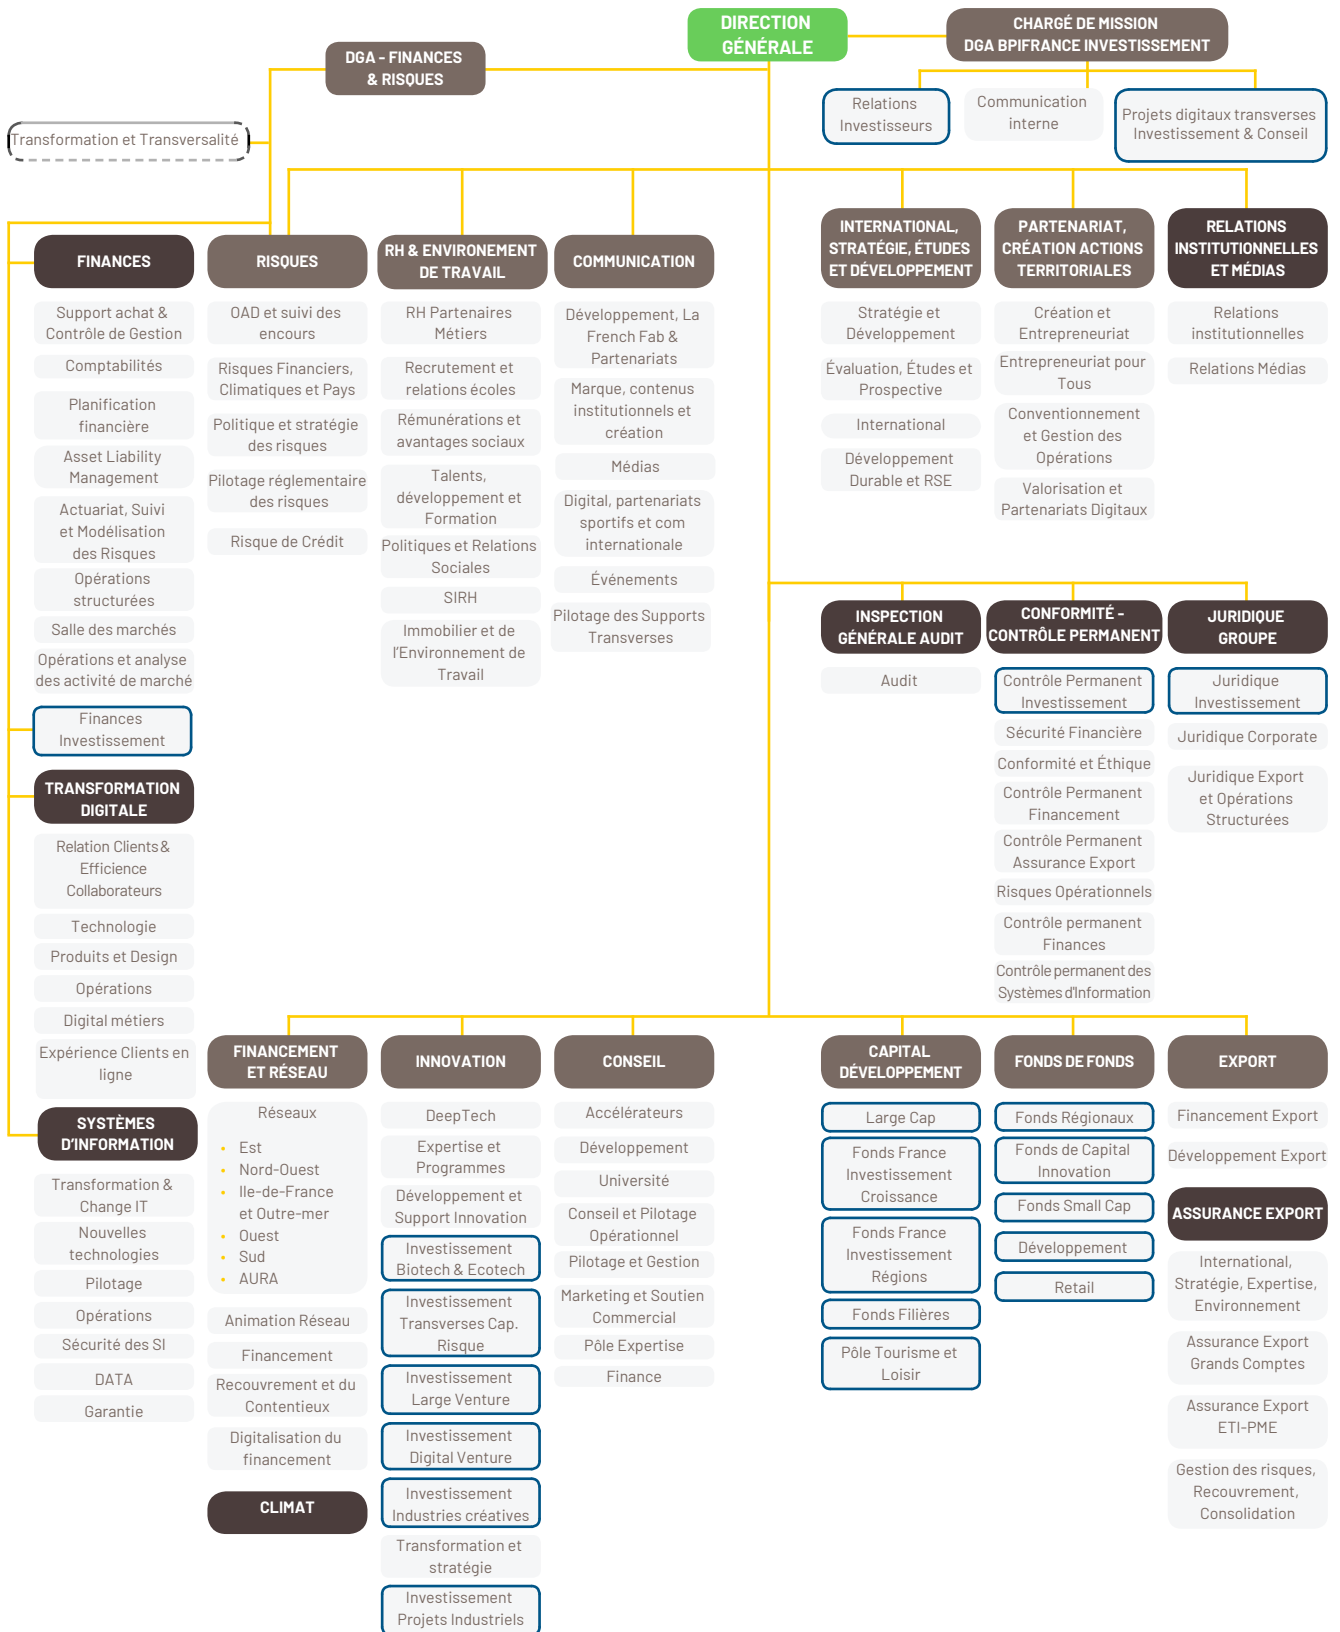 DIRECTION
GÉNÉRALE
CHARGÉ DE MISSION
DGA BPIFRANCE INVESTISSEMENT
DGA - FINANCES
& RISQUES
Relations
Investisseurs
Communication
interne
Projets digitaux transverses
Investissement & Conseil
Transformation et Transversalité
FINANCES
Support achat &
Contrôle de Gestion
Comptabilités
Planification
financière
Asset Liability
Management
Actuariat, Suivi
et Modélisation
des Risques
Opérations
structurées
Salle des marchés
Opérations et analyse
des activité de marché
Finances
Investissement
TRANSFORMATION
DIGITALE
Relation Clients &
Efficience
Collaborateurs
Technologie
Produits et Design
Opérations
Digital métiers
Expérience Clients en
ligne
SYSTÈMES
D'INFORMATION
Transformation &
Change IT
Nouvelles
technologies
Pilotage
Opérations
Sécurité des SI
DATA
Garantie
RISQUES
OAD et suivi des
encours
Risques Financiers,
Climatiques et Pays
Politique et stratégie
des risques
Pilotage réglementaire
des risques
Risque de Crédit
RH & ENVIRONEMENT
DE TRAVAIL
RH Partenaires
Métiers
Recrutement et
relations écoles
Rémunérations et
avantages sociaux
Talents,
développement et
Formation
Politiques et Relations
Sociales
SIRH
Immobilier et de
l'Environnement de
Travail
COMMUNICATION
Développement, La
French Fab &
Partenariats
Marque, contenus
institutionnels et
création
Médias
Digital, partenariats
sportifs et com
internationale
Événements
Pilotage des Supports
Transverses
INTERNATIONAL,
STRATÉGIE, ÉTUDES
ET DÉVELOPPEMENT
Stratégie et
Développement
Évaluation, Études et
Prospective
International
Développement
Durable et RSE
PARTENARIAT,
CRÉATION ACTIONS
TERRITORIALES
Création et
Entrepreneuriat
Entrepreneuriat pour
Tous
Conventionnement
et Gestion des
Opérations
Valorisation et
Partenariats Digitaux
RELATIONS
INSTITUTIONNELLES
ET MÉDIAS
Relations
institutionnelles
Relations Médias
INSPECTION
GÉNÉRALE AUDIT
Audit
CONFORMITÉ -
CONTRÔLE PERMANENT
Contrôle Permanent
Investissement
Sécurité Financière
Conformité et Éthique
Contrôle Permanent
Financement
Contrôle Permanent
Assurance Export
Risques Opérationnels
Contrôle permanent
Finances
Contrôle permanent des
Systèmes d'Information
JURIDIQUE
GROUPE
Juridique
Investissement
Juridique Corporate
Juridique Export
et Opérations
Structurées
FINANCEMENT
ET RÉSEAU
Réseaux
• Est
• Nord-Ouest
• Ile-de-France
et Outre-mer
• Ouest
• Sud
• AURA
Animation Réseau
Financement
Recouvrement et du
Contentieux
Digitalisation du
financement
CLIMAT
INNOVATION
DeepTech
Expertise et
Programmes
Développement et
Support Innovation
Investissement
Biotech & Ecotech
Investissement
Transverses Cap.
Risque
Investissement
Large Venture
Investissement
Digital Venture
Investissement
Industries créatives
Transformation et
stratégie
Investissement
Projets Industriels
CONSEIL
Accélérateurs
Développement
Université
Conseil et Pilotage
Opérationnel
Pilotage et Gestion
Marketing et Soutien
Commercial
Pôle Expertise
Finance
CAPITAL
DÉVELOPPEMENT
Large Cap
Fonds France
Investissement
Croissance
Fonds France
Investissement
Régions
Fonds Filières
Pôle Tourisme et
Loisir
FONDS DE FONDS
Fonds Régionaux
Fonds de Capital
Innovation
Fonds Small Cap
Développement
Retail
EXPORT
Financement Export
Développement Export
ASSURANCE EXPORT
International,
Stratégie, Expertise,
Environnement
Assurance Export
Grands Comptes
Assurance Export
ETI-PME
Gestion des risques,
Recouvrement,
Consolidation